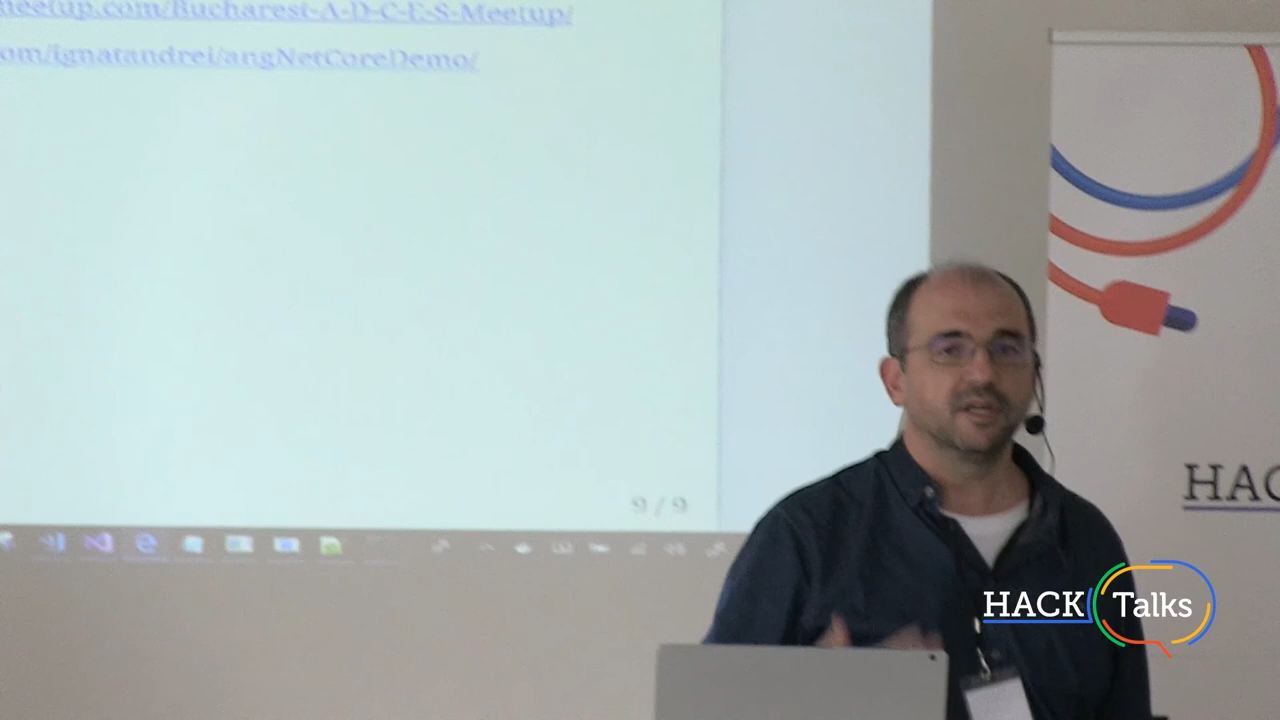 meetup.com/Bucharest-A-D-C-E-S-Meetup/
om/ignatandrei/angNetCoreDemo/
9 / 9
HAC
HACK Talks